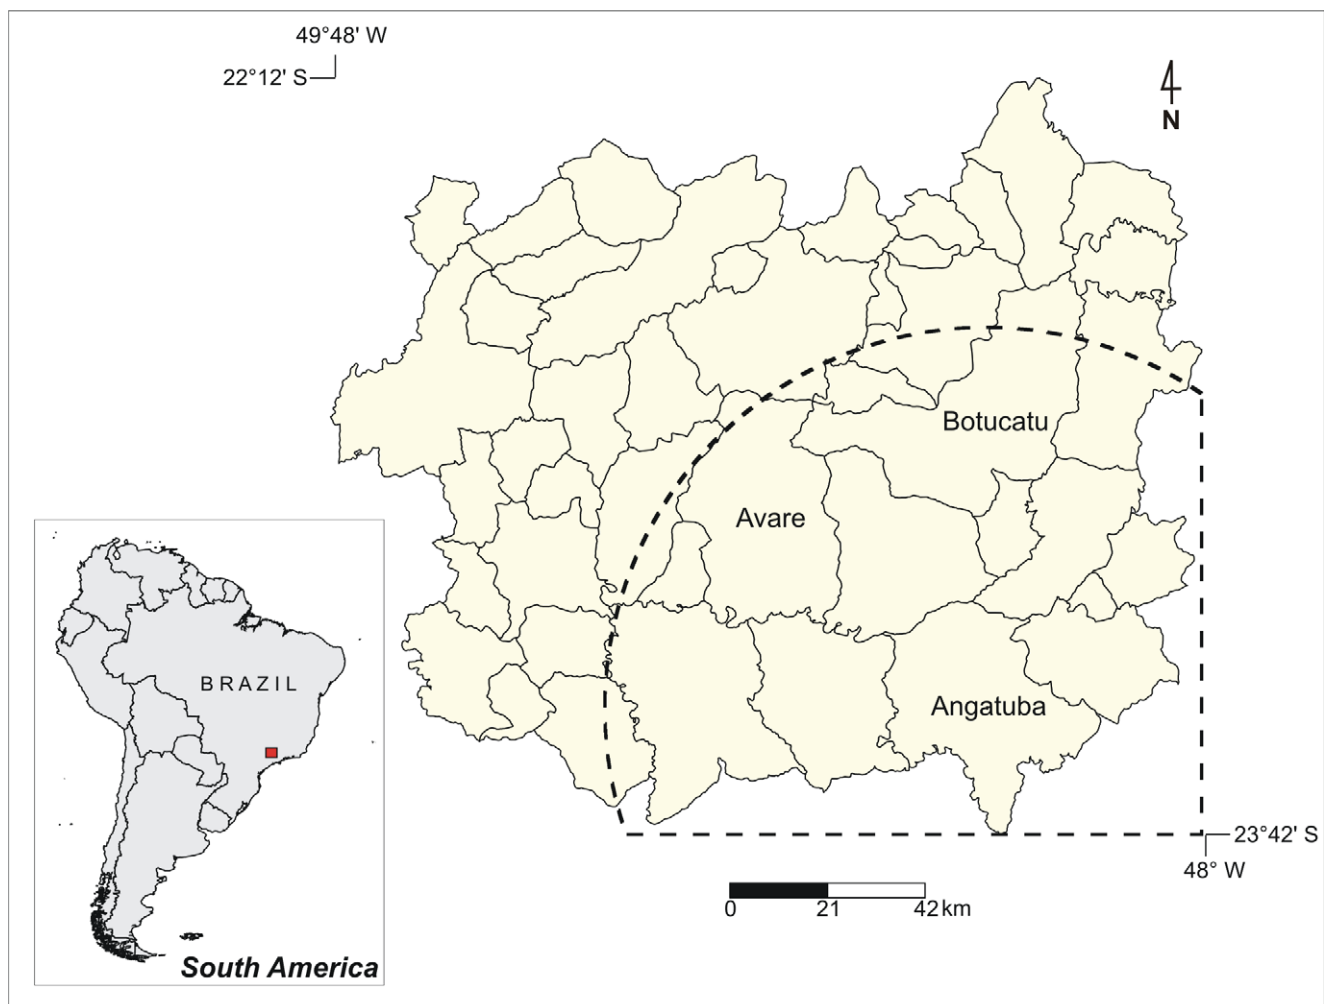 49°48' W
22°12' S
N
Botucatu
Avare
BRAZIL
Angatuba
23°42' S
48° W
0 21 42 km
South America